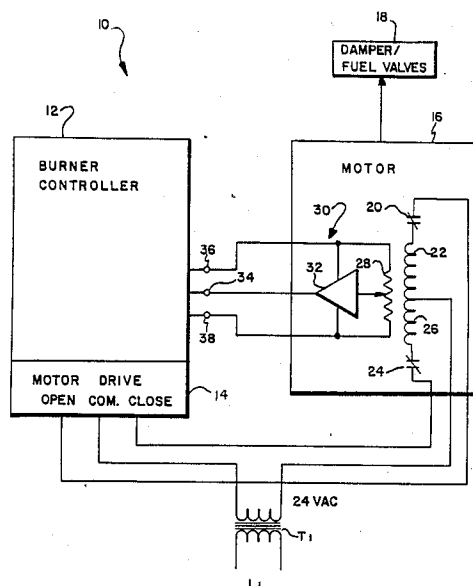 10
18
DAMPER/
FUEL VALVES
12
16
BURNER
CONTROLLER
MOTOR
20
30
36
32
28
22
34
26
38
24
MOTOR DRIVE
OPEN COM. CLOSE
14
24 VAC
T1